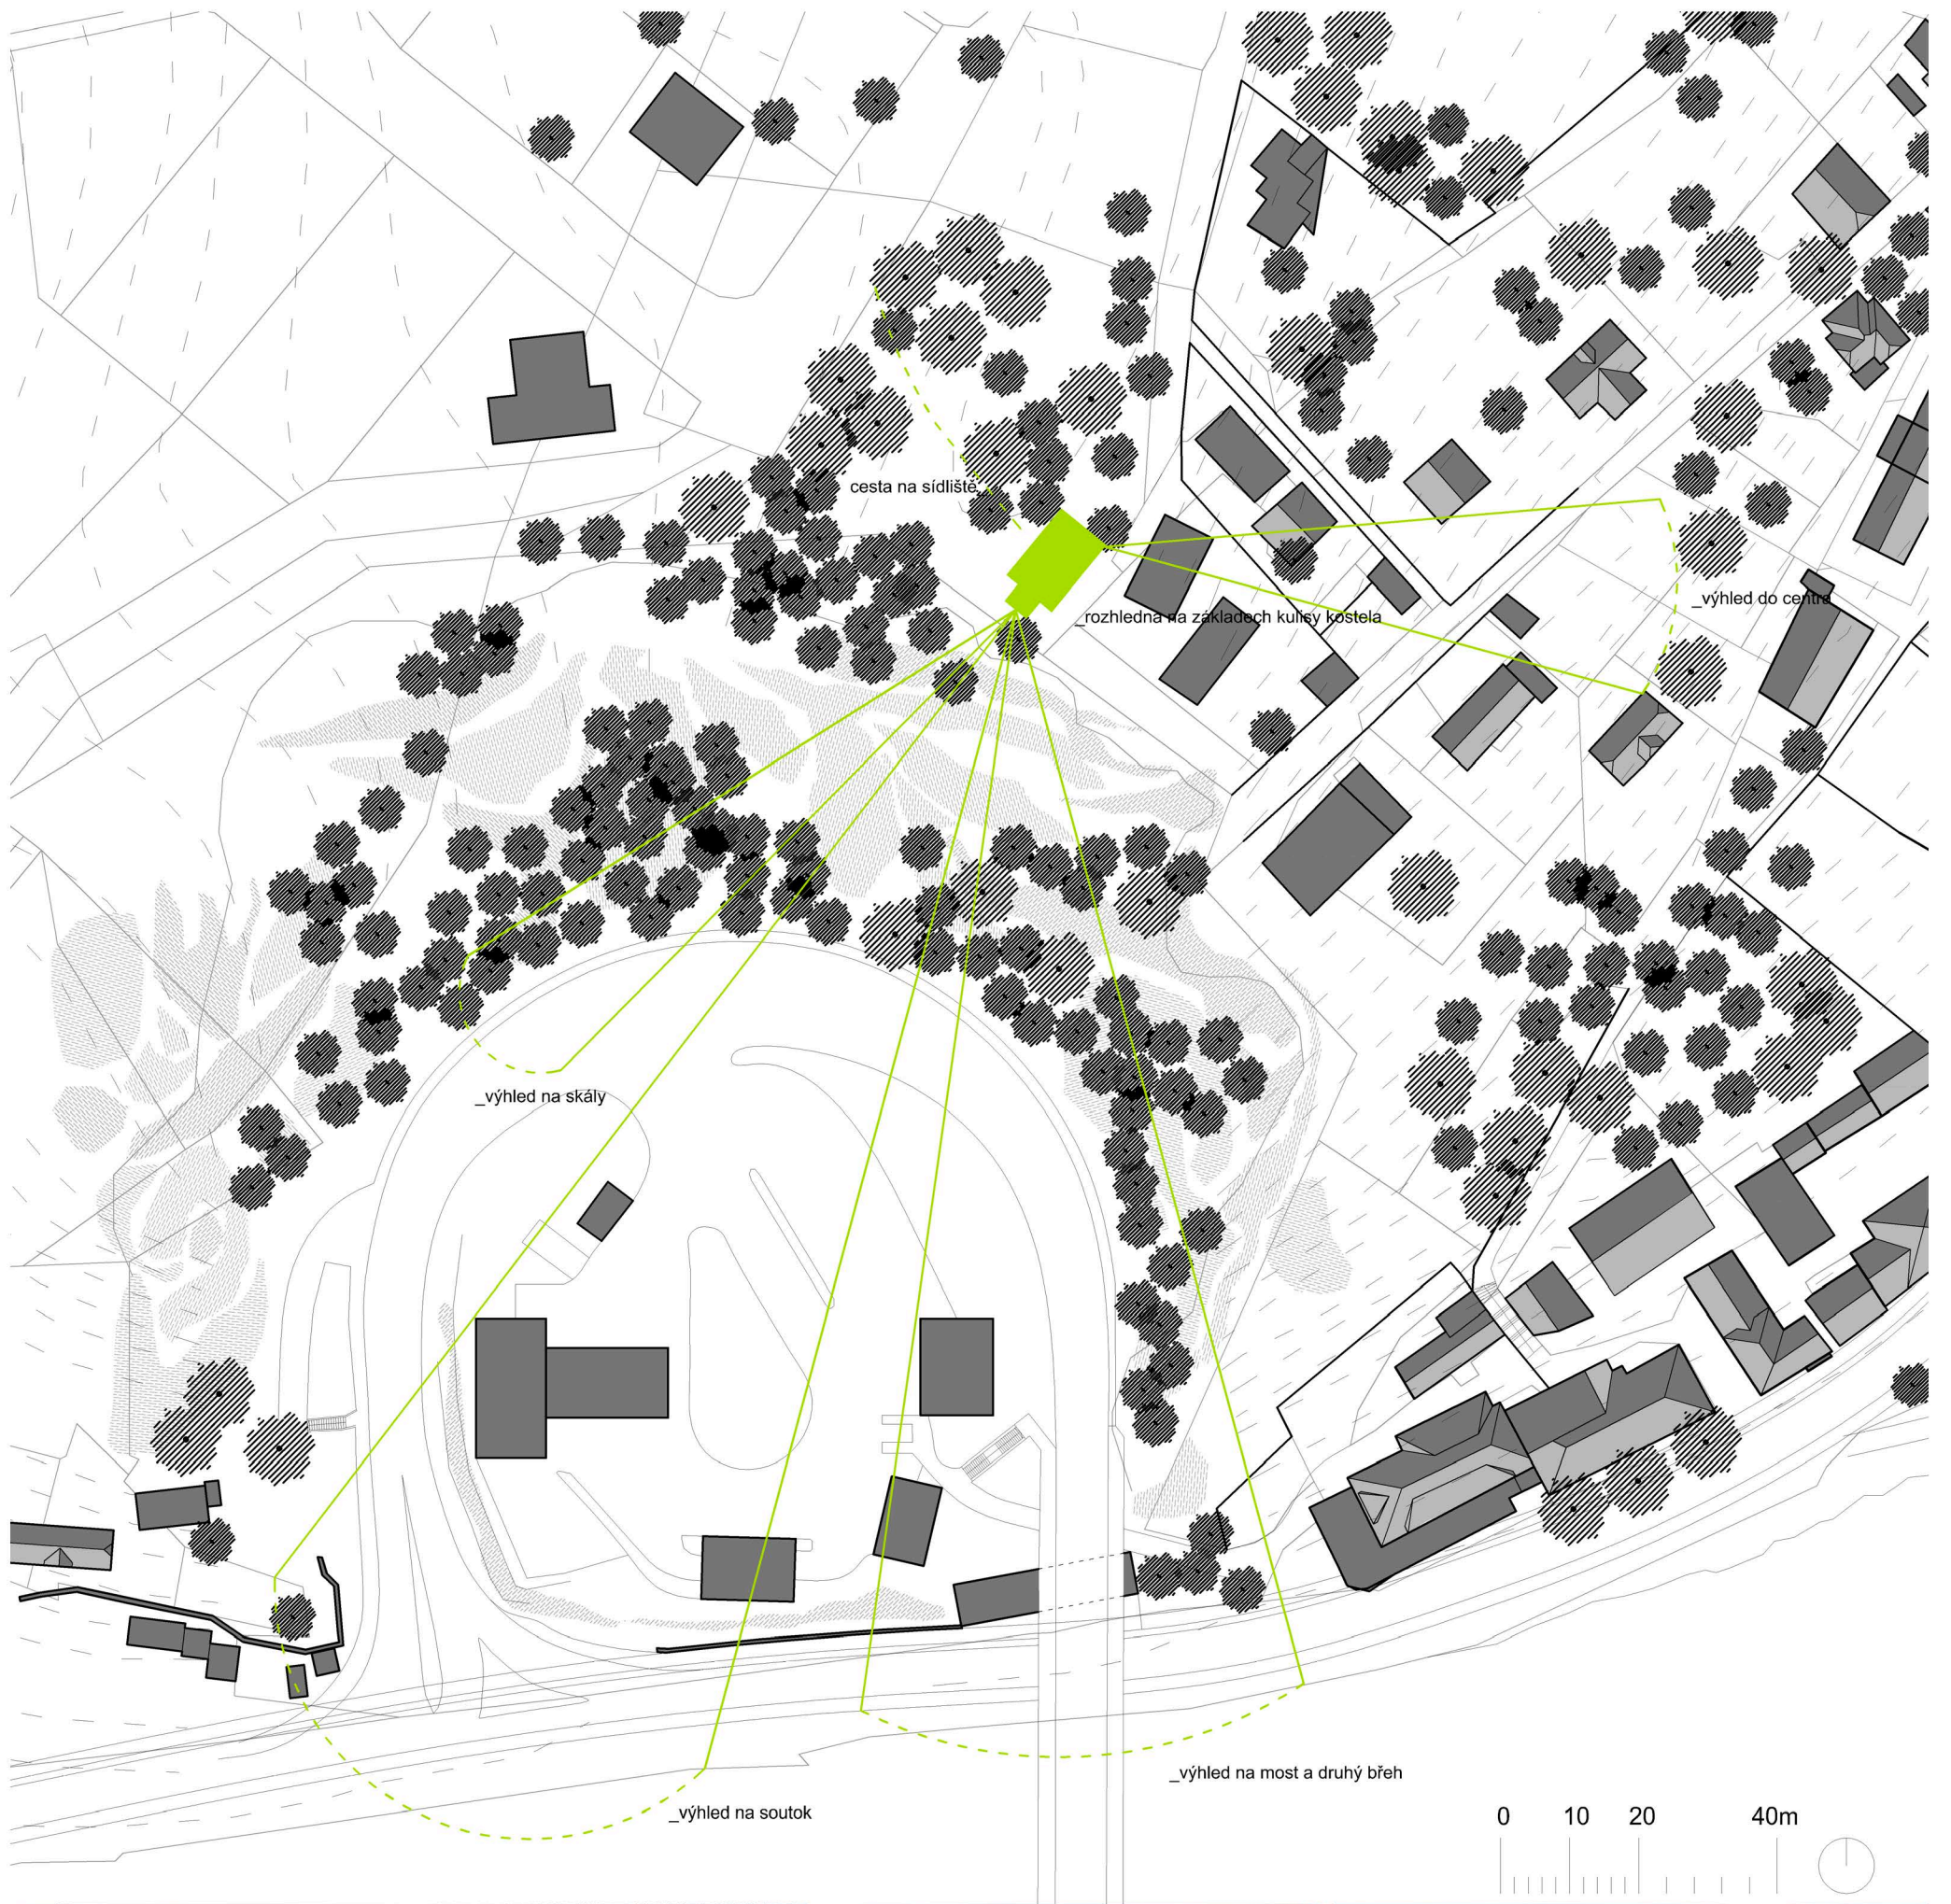 cesta na sídliště
_výhled do centra
_rozhledna na základech kulisy kostela
_výhled na skály
_výhled na most a druhý břeh
_výhled na soutok
0 10 20 40m